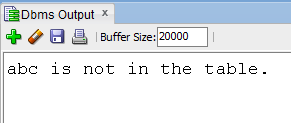 Dbms Output x
Buffer Size: 20000
abc is not in the table.